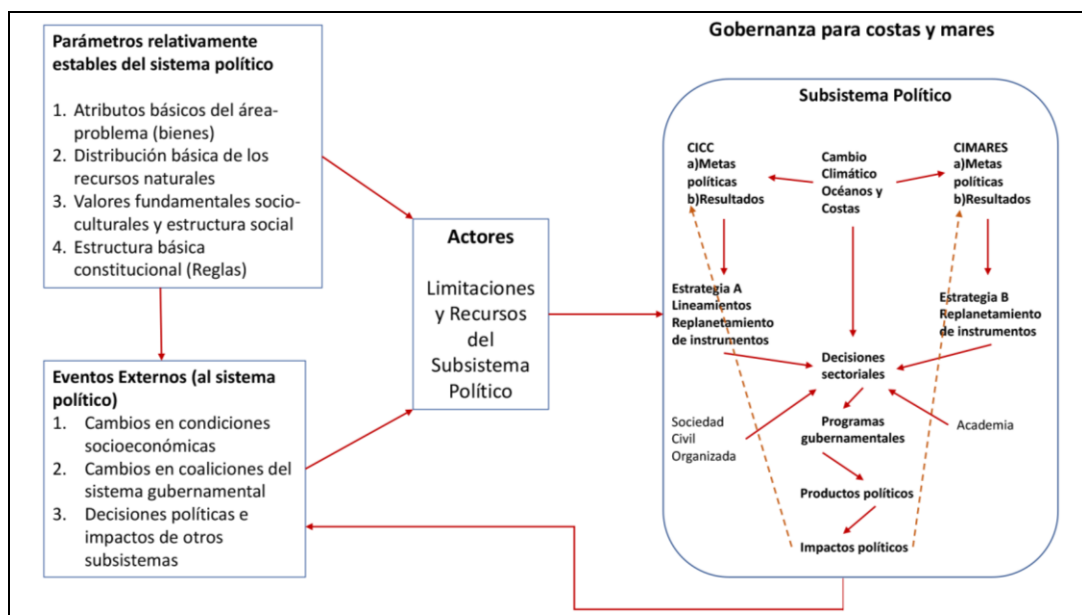 Parámetros relativamente
estables del sistema político
1. Atributos básicos del área-
problema (bienes)
2. Distribución básica de los
recursos naturales
3. Valores fundamentales socio-
culturales y estructura social
4. Estructura básica
constitucional (Reglas)
Eventos Externos (al sistema
político)
1. Cambios en condiciones
socioeconómicas
2. Cambios en coaliciones del
sistema gubernamental
3. Decisiones políticas e
impactos de otros
subsistemas
Actores
Limitaciones
y Recursos
del
Subsistema
Político
Gobernanza para costas y mares
Subsistema Político
CICC
a)Metas
políticas
b)Resultados
Cambio
Climático
Océanos y
Costas
CIMARES
a)Metas
políticas
b)Resultados
Estrategia A
Lineamientos
Replanetamiento
de instrumentos
Estrategia B
Replanetamiento
de instrumentos
Decisiones
sectoriales
Sociedad
Civil
Organizada
Programas
gubernamentales
Academia
Productos políticos
Impactos políticos